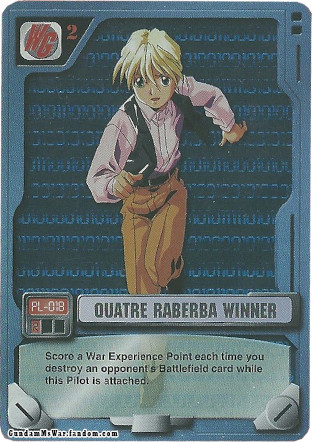 WG 2
QUATRE RABERBA WINNER
PL-018
R
Score a War Experience Point each time you
destroy an opponent's Battlefield card while
this Pilot is attached.
GundamMsWar.fandom.com